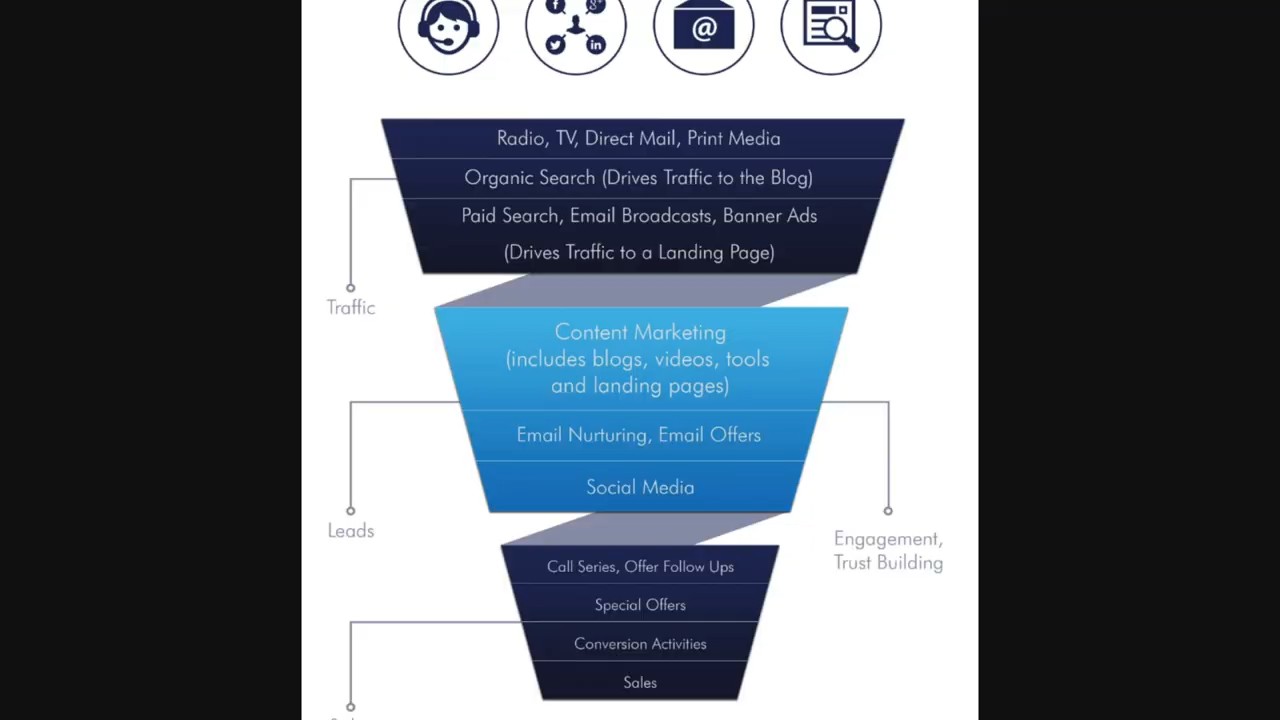 @
Radio, TV, Direct Mail, Print Media
Organic Search (Drives Traffic to the Blog)
Paid Search, Email Broadcasts, Banner Ads
(Drives Traffic to a Landing Page)
Traffic
Content Marketing
(includes blogs, videos, tools
and landing pages)
Email Nurturing, Email Offers
Social Media
Leads
Engagement,
Trust Building
Call Series, Offer Follow Ups
Special Offers
Conversion Activities
Sales